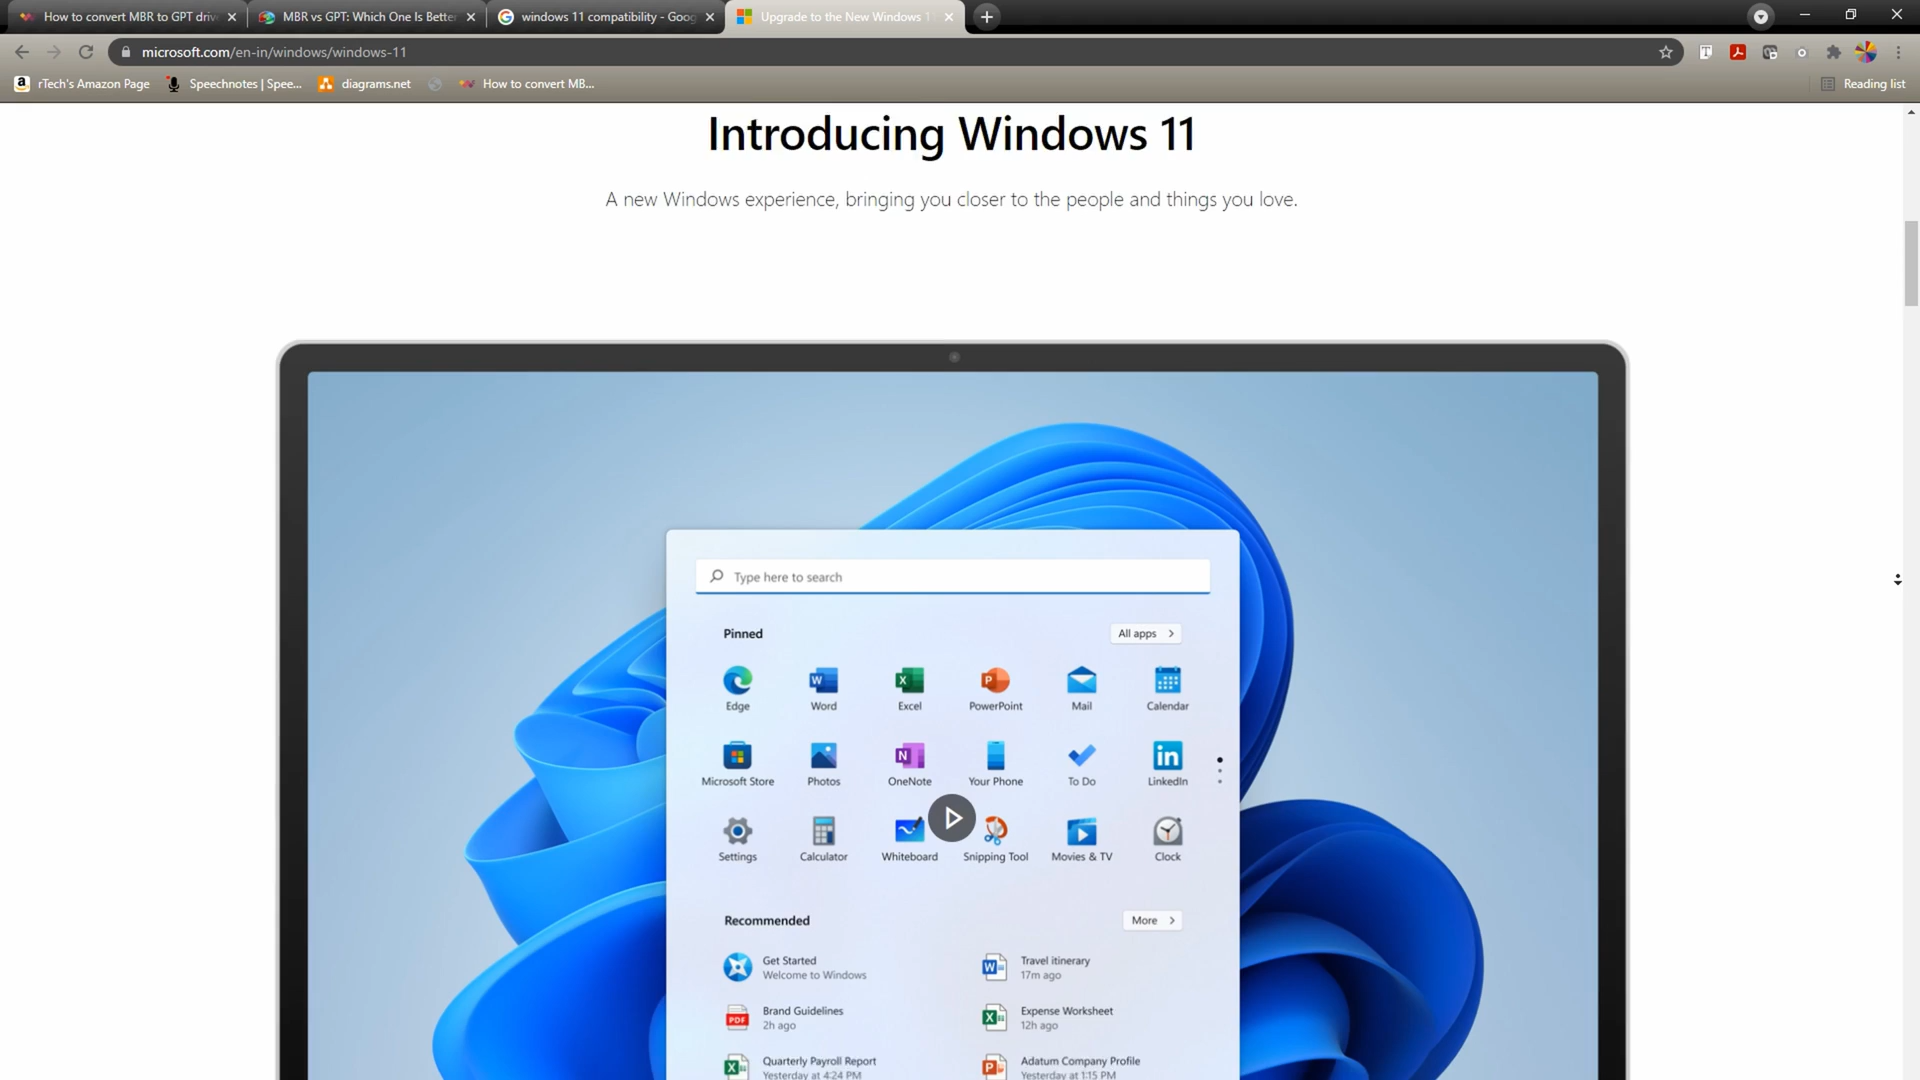 How to convert MBR to GPT driv
MBR vs GPT: Which One Is Better
windows 11 compatibility - Goog
Upgrade to the New Windows 1
microsoft.com/en-in/windows/windows-11
rTech's Amazon Page
Speechnotes | Spee...
diagrams.net
How to convert MB...
Reading list
Introducing Windows 11
A new Windows experience, bringing you closer to the people and things you love.
Type here to search
Pinned
All apps
Edge
Word
Excel
PowerPoint
Mail
Calendar
Microsoft Store
Photos
OneNote
Your Phone
To Do
LinkedIn
Settings
Calculator
Whiteboard
Snipping Tool
Movies & TV
Clock
Recommended
More
Get Started
Welcome to Windows
Travel itinerary
17m ago
Brand Guidelines
2h ago
Expense Worksheet
12h ago
Quarterly Payroll Report
Yesterday at 4:24 PM
Adatum Company Profile
Yesterday at 1:15 PM